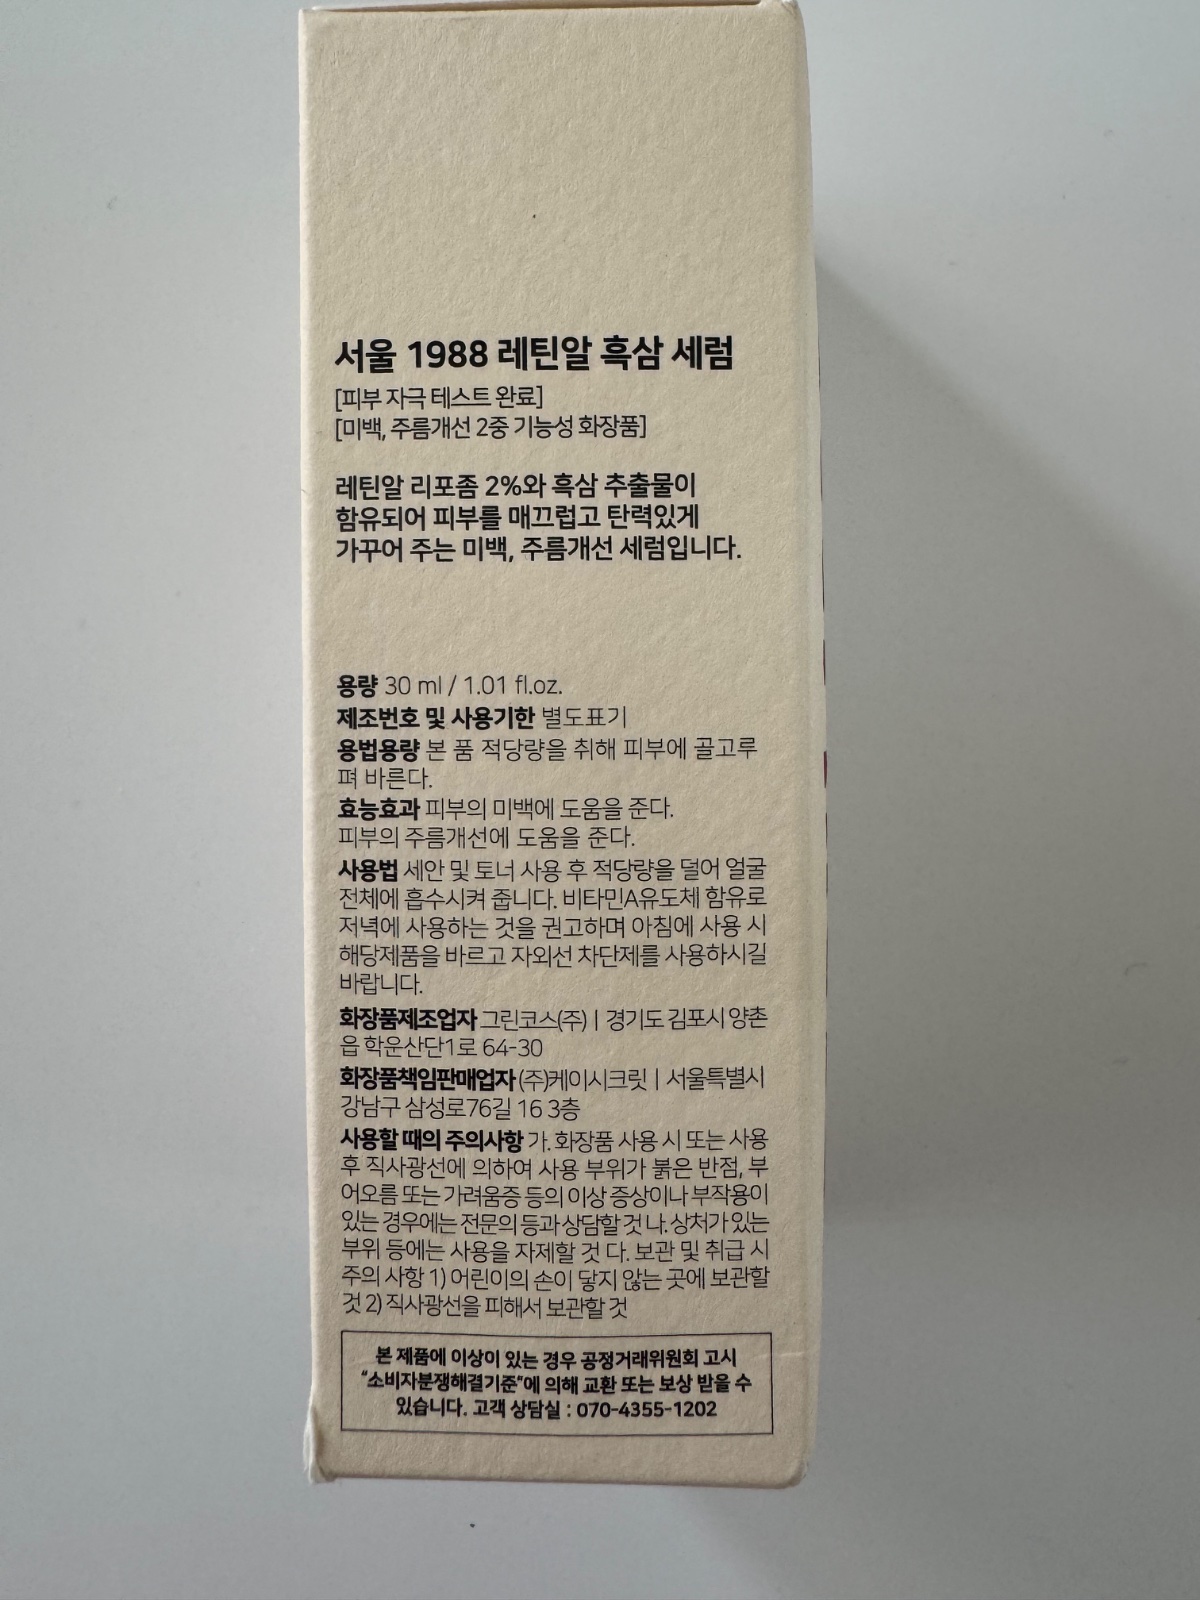 서울 1988 레틴알 흑삼 세럼
[피부 자극 테스트 완료]
[미백, 주름개선 2중 기능성 화장품]
레틴알 리포좀 2%와 흑삼 추출물이
함유되어 피부를 매끄럽고 탄력있게
가꾸어 주는 미백, 주름개선 세럼입니다.
용량 30 ml / 1.01 fl.oz.
제조번호 및 사용기한 별도표기
용법용량 본 품 적당량을 취해 피부에 골고루
펴 바른다.
효능효과 피부의 미백에 도움을 준다.
피부의 주름개선에 도움을 준다.
사용법 세안 및 토너 사용 후 적당량을 덜어 얼굴
전체에 흡수시켜 줍니다. 비타민A유도체 함유로
저녁에 사용하는 것을 권고하며 아침에 사용 시
해당제품을 바르고 자외선 차단제를 사용하시길
바랍니다.
화장품제조업자 그린코스(주) | 경기도 김포시 양촌
읍 학운산단1로 64-30
화장품책임판매업자 (주)케이시크릿 | 서울특별시
강남구 삼성로76길 16 3층
사용할 때의 주의사항 가. 화장품 사용 시 또는 사용
후 직사광선에 의하여 사용 부위가 붉은 반점, 부
어오름 또는 가려움증 등의 이상 증상이나 부작용이
있는 경우에는 전문의 등과 상담할 것 나. 상처가 있는
부위 등에는 사용을 자제할 것 다. 보관 및 취급 시
주의 사항 1) 어린이의 손이 닿지 않는 곳에 보관할
것 2) 직사광선을 피해서 보관할 것
본 제품에 이상이 있는 경우 공정거래위원회 고시
"소비자분쟁해결기준"에 의해 교환 또는 보상 받을 수
있습니다. 고객 상담실 : 070-4355-1202